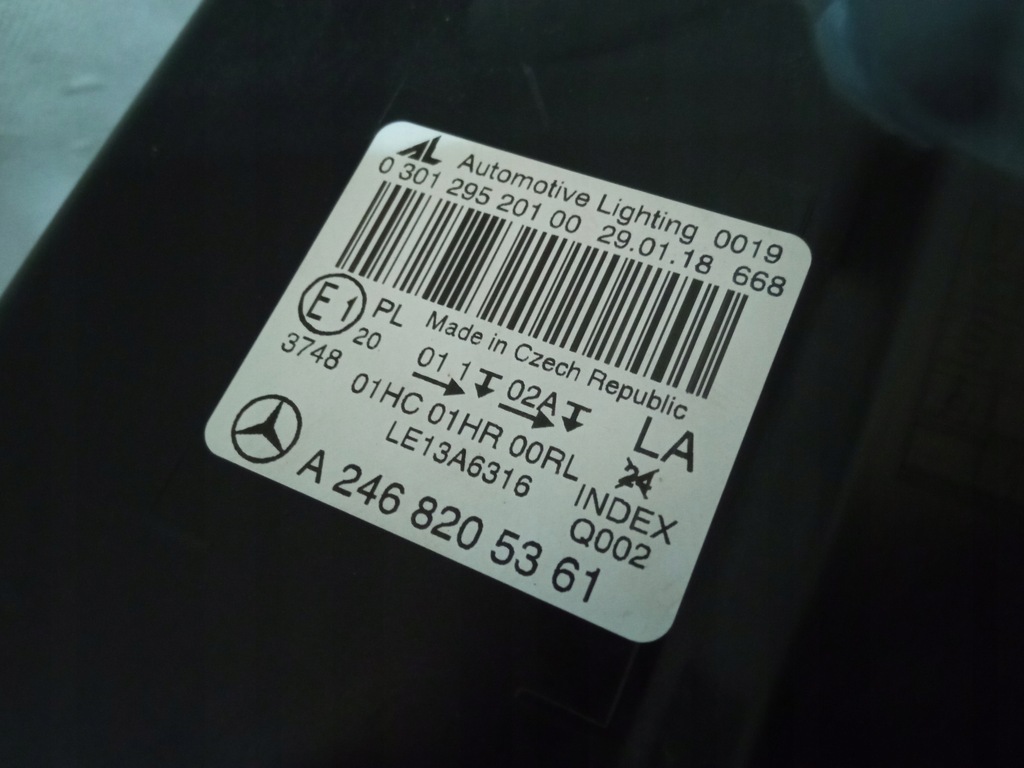 AL Automotive Lighting 0019
0 301 295 201 00 29.01.18 668
E1 PL Made in Czech Republic
20
3748
01 1 02A
01HC 01HR 00RL LA
24
LE13A6316 INDEX
Q002
A 246 820 53 61